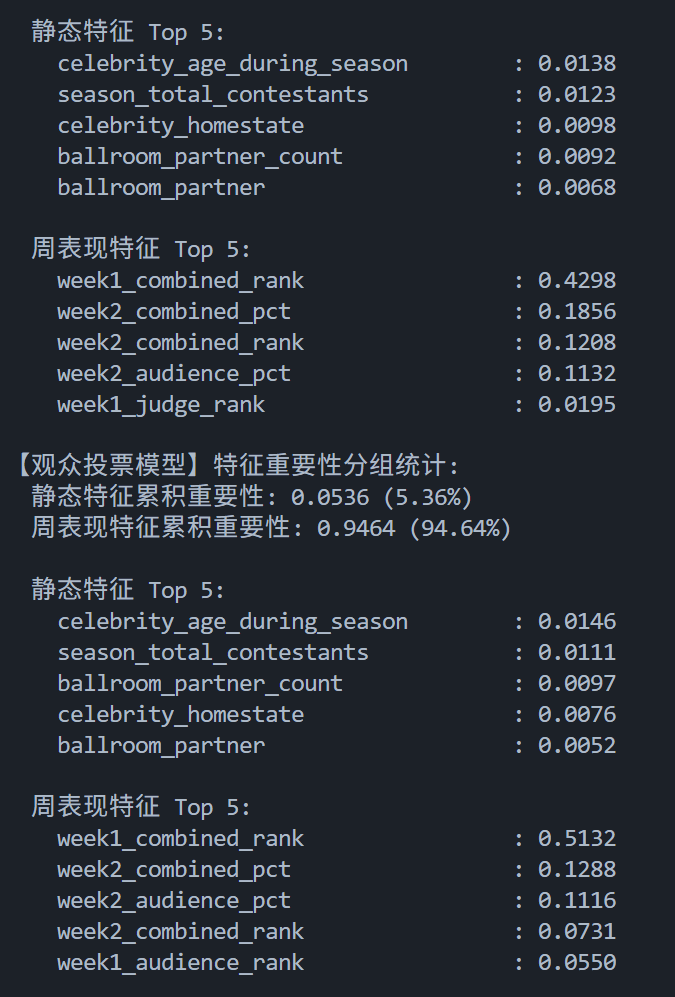 静态特征 Top 5:
celebrity_age_during_season : 0.0138
season_total_contestants : 0.0123
celebrity_homestate : 0.0098
ballroom_partner_count : 0.0092
ballroom_partner : 0.0068
周表现特征 Top 5:
week1_combined_rank : 0.4298
week2_combined_pct : 0.1856
week2_combined_rank : 0.1208
week2_audience_pct : 0.1132
week1_judge_rank : 0.0195
【观众投票模型】特征重要性分组统计:
静态特征累积重要性: 0.0536 (5.36%)
周表现特征累积重要性: 0.9464 (94.64%)
静态特征 Top 5:
celebrity_age_during_season : 0.0146
season_total_contestants : 0.0111
ballroom_partner_count : 0.0097
celebrity_homestate : 0.0076
ballroom_partner : 0.0052
周表现特征 Top 5:
week1_combined_rank : 0.5132
week2_combined_pct : 0.1288
week2_audience_pct : 0.1116
week2_combined_rank : 0.0731
week1_audience_rank : 0.0550